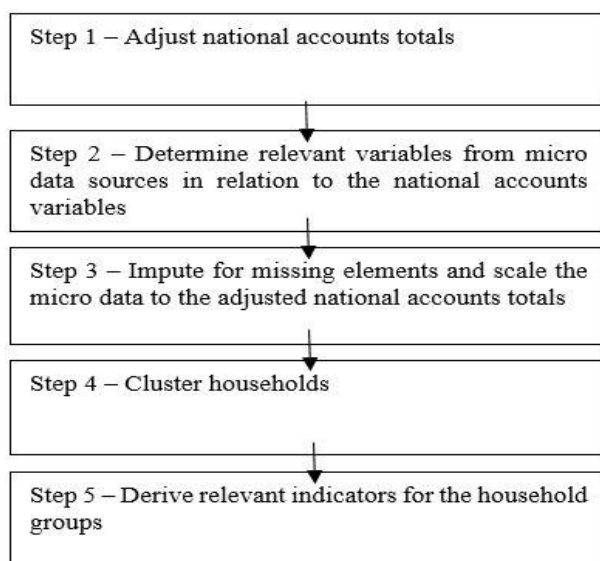 Step 1 – Adjust national accounts totals
Step 2 – Determine relevant variables from micro
data sources in relation to the national accounts
variables
Step 3 – Impute for missing elements and scale the
micro data to the adjusted national accounts totals
Step 4 – Cluster households
Step 5 – Derive relevant indicators for the household
groups